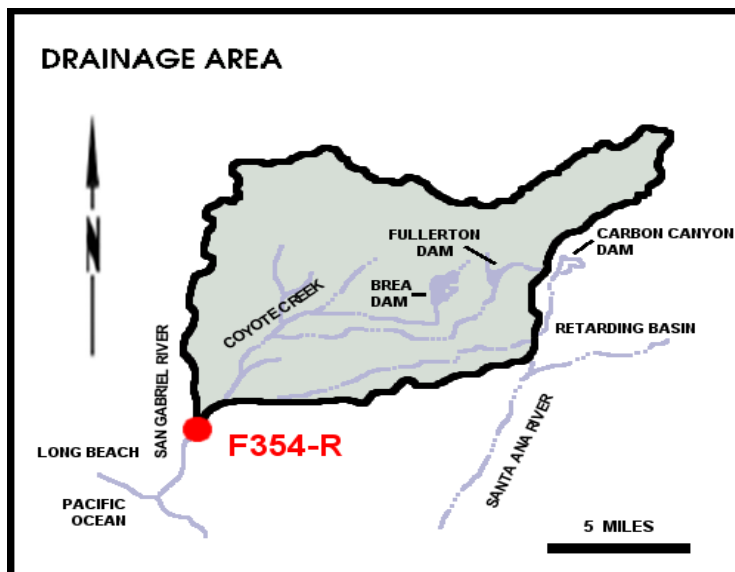 DRAINAGE AREA
N
FULLERTON
DAM
CARBON CANYON
DAM
BREA
DAM
COYOTE CREEK
RETARDING BASIN
SAN GABRIEL RIVER
F354-R
LONG BEACH
SANTA ANA RIVER
PACIFIC
OCEAN
5 MILES